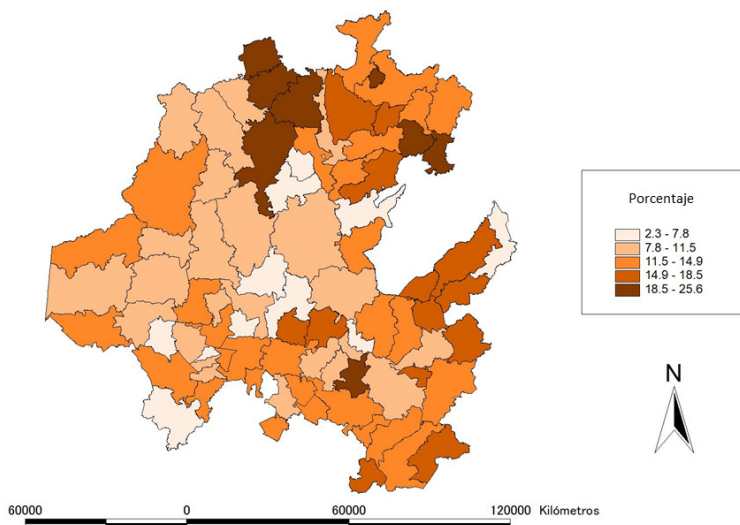 Porcentaje
2.3 - 7.8
7.8 - 11.5
11.5 - 14.9
14.9 - 18.5
18.5 - 25.6
N
60000 0 60000 120000 Kilómetros